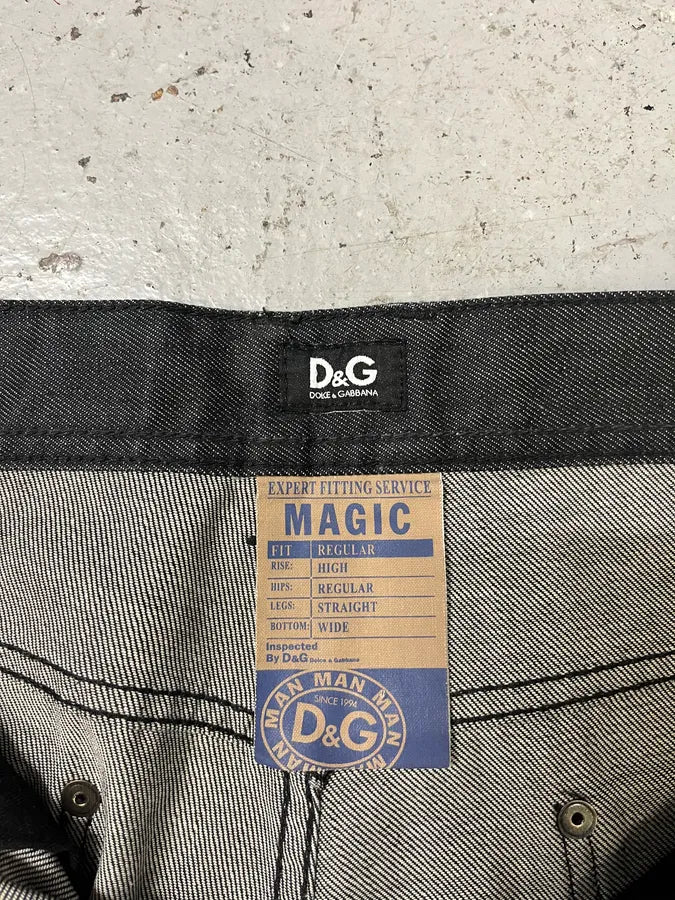 D&G
DOLCE & GABBANA
EXPERT FITTING SERVICE
MAGIC
FIT REGULAR
RISE: HIGH
HIPS: REGULAR
LEGS: STRAIGHT
BOTTOM: WIDE
Inspected
By D&G Dolce & Gabbana
MAN MAN MAN
SINCE 1994
D&G
MAN M